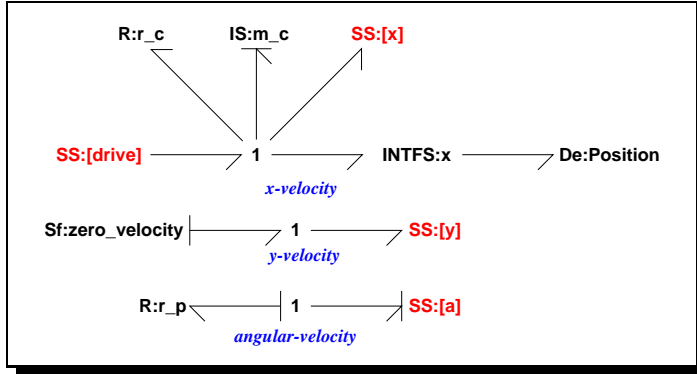 R:r_c IS:m_c SS:[x]
SS:[drive] 1 INTFS:x De:Position
x-velocity
Sf:zero_velocity 1 SS:[y]
y-velocity
R:r_p 1 SS:[a]
angular-velocity